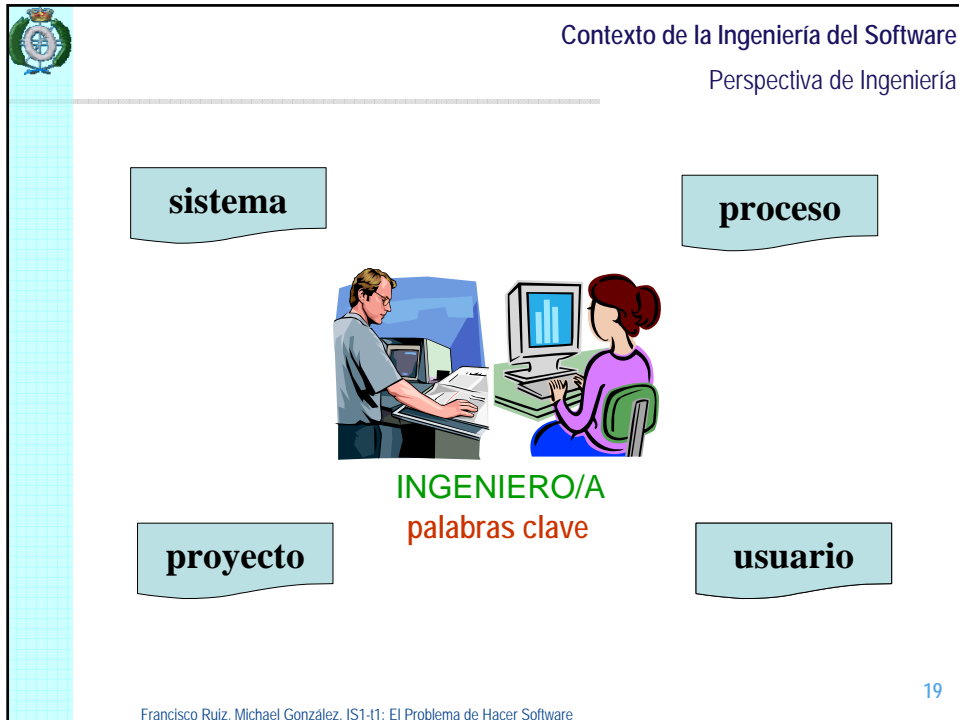 Contexto de la Ingeniería del Software
Perspectiva de Ingeniería
sistema
proceso
INGENIERO/A
palabras clave
proyecto
usuario
19
Francisco Ruiz, Michael González. IS1-t1: El Problema de Hacer Software